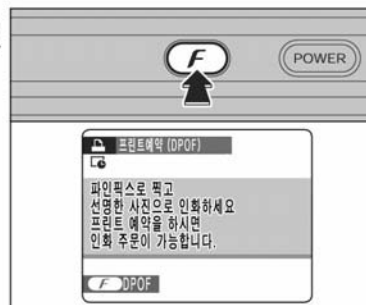 F
POWER
프린트예약 (DPOF)
파인픽스로 찍고
선명한 사진으로 인화하세요
프린트 예약을 하시면
인화 주문이 가능합니다.
F DPOF